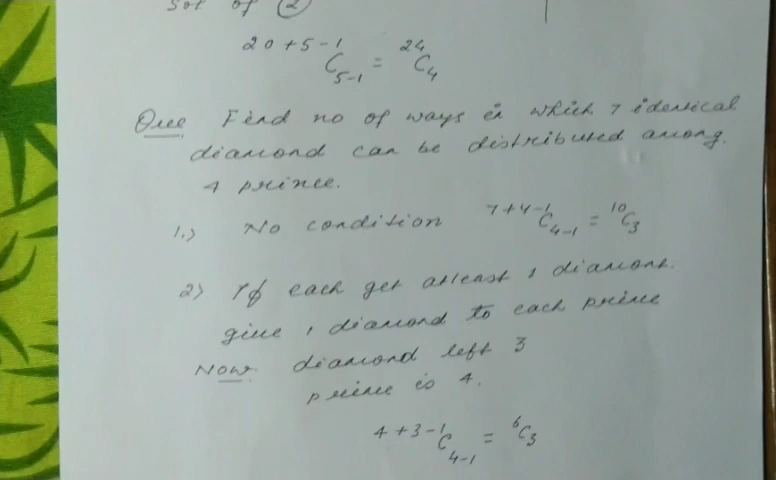 Sol of (2)
20+5-1C5-1 = 24C4
Que Find no of ways in which 7 identical
diamond can be distributed among.
4 prince.
1.) No condition 7+4-1C4-1 = 10C3
2) If each get atleast 1 diamond.
give 1 diamond to each prince
Now. diamond left 3
prince is 4.
4+3-1C4-1 = 6C3